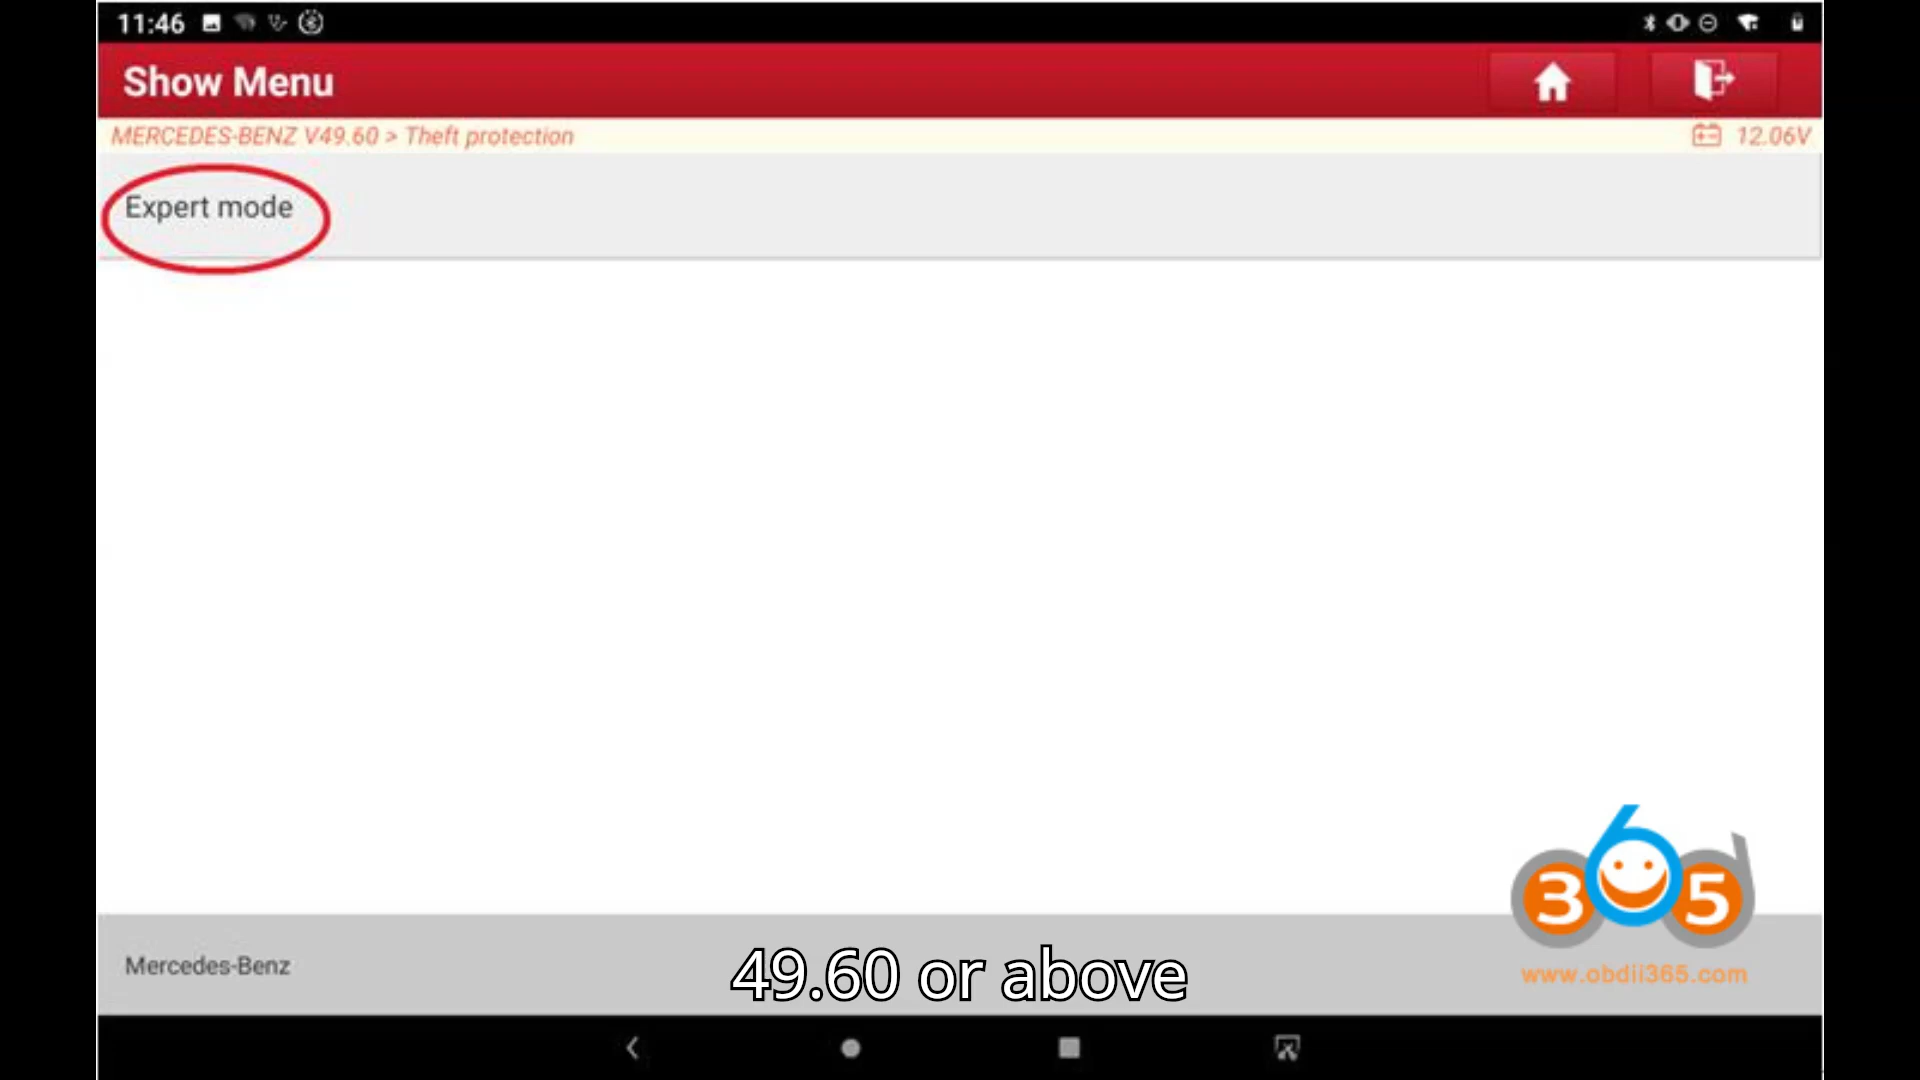 11:46
Show Menu
MERCEDES-BENZ V49.60 > Theft protection
12.06V
Expert mode
365
www.obdii365.com
Mercedes-Benz
49.60 or above